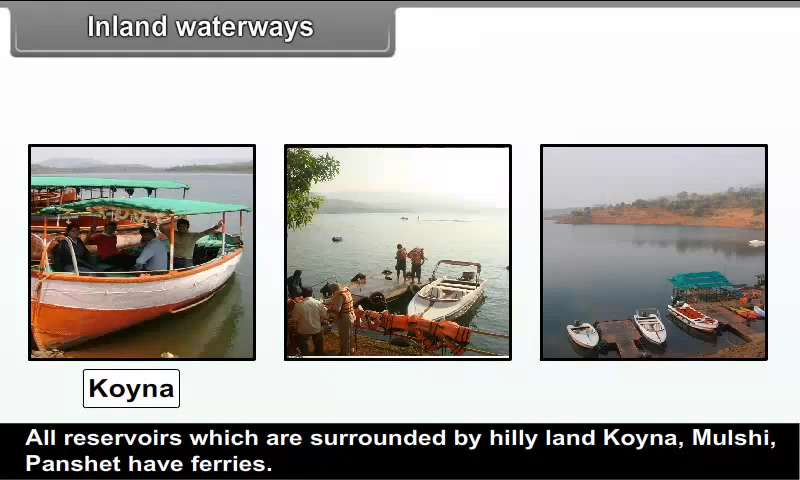 Inland waterways
Koyna
All reservoirs which are surrounded by hilly land Koyna, Mulshi,
Panshet have ferries.